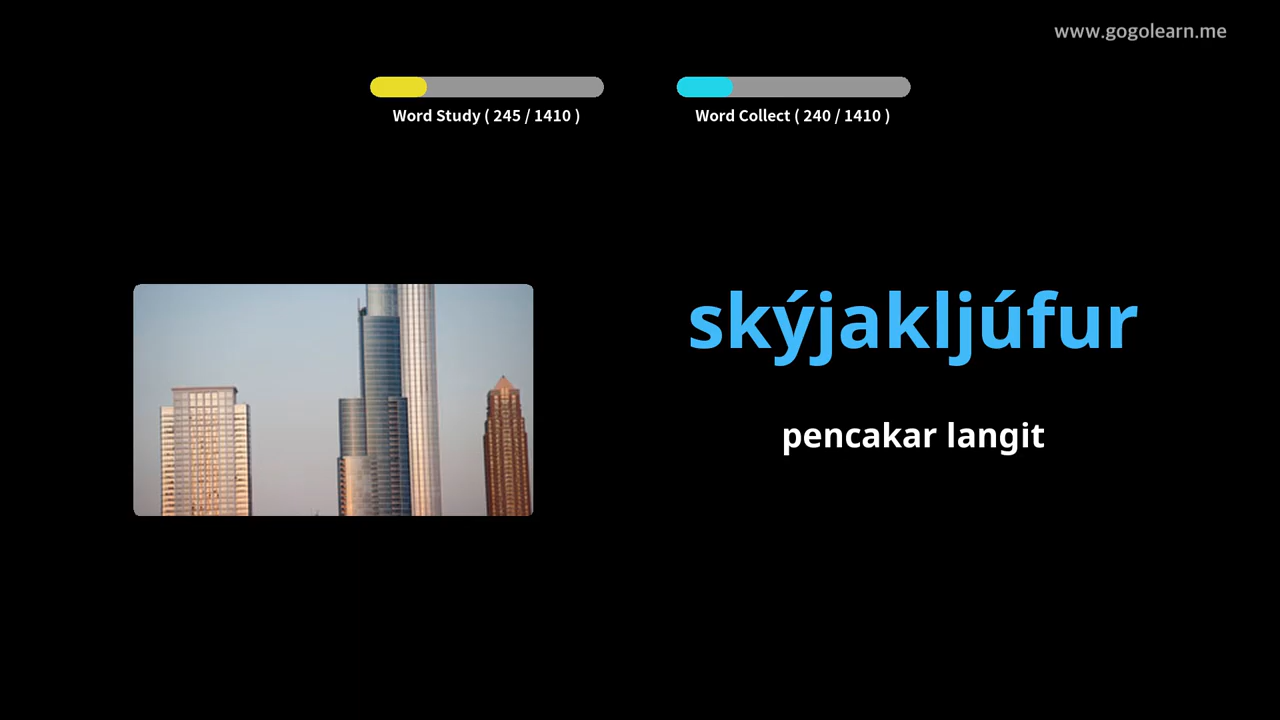 www.gogolearn.me
Word Study ( 245 / 1410 )
Word Collect ( 240 / 1410 )
skýjakljúfur
pencakar langit